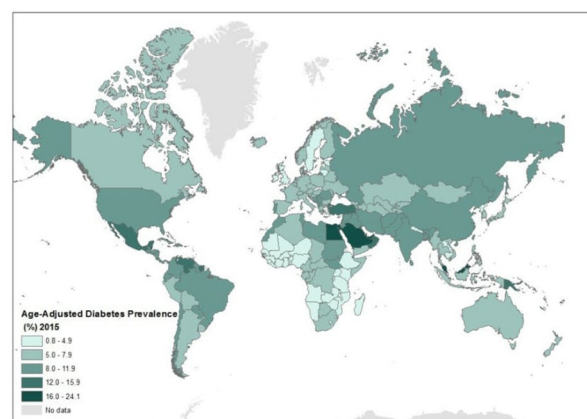 Age-Adjusted Diabetes Prevalence
(%) 2015
0.8 - 4.9
5.0 - 7.9
8.0 - 11.9
12.0 - 15.9
16.0 - 24.1
No data